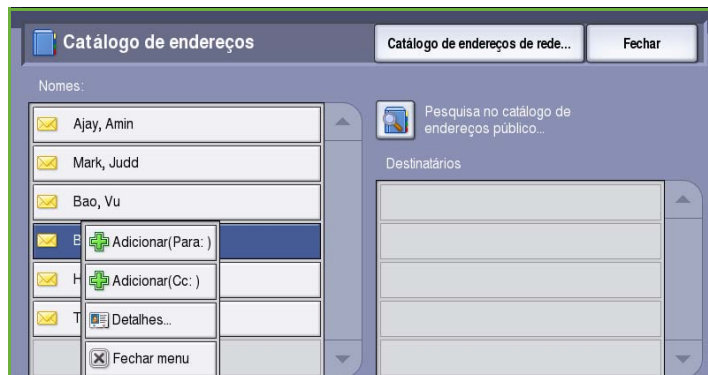 Catálogo de endereços
Catálogo de endereços de rede...
Fechar
Nomes:
Ajay, Amin
Mark, Judd
Bao, Vu
B
H
T
Adicionar(Para: )
Adicionar(Cc: )
Detalhes...
Fechar menu
Pesquisa no catálogo de
endereços público...
Destinatários